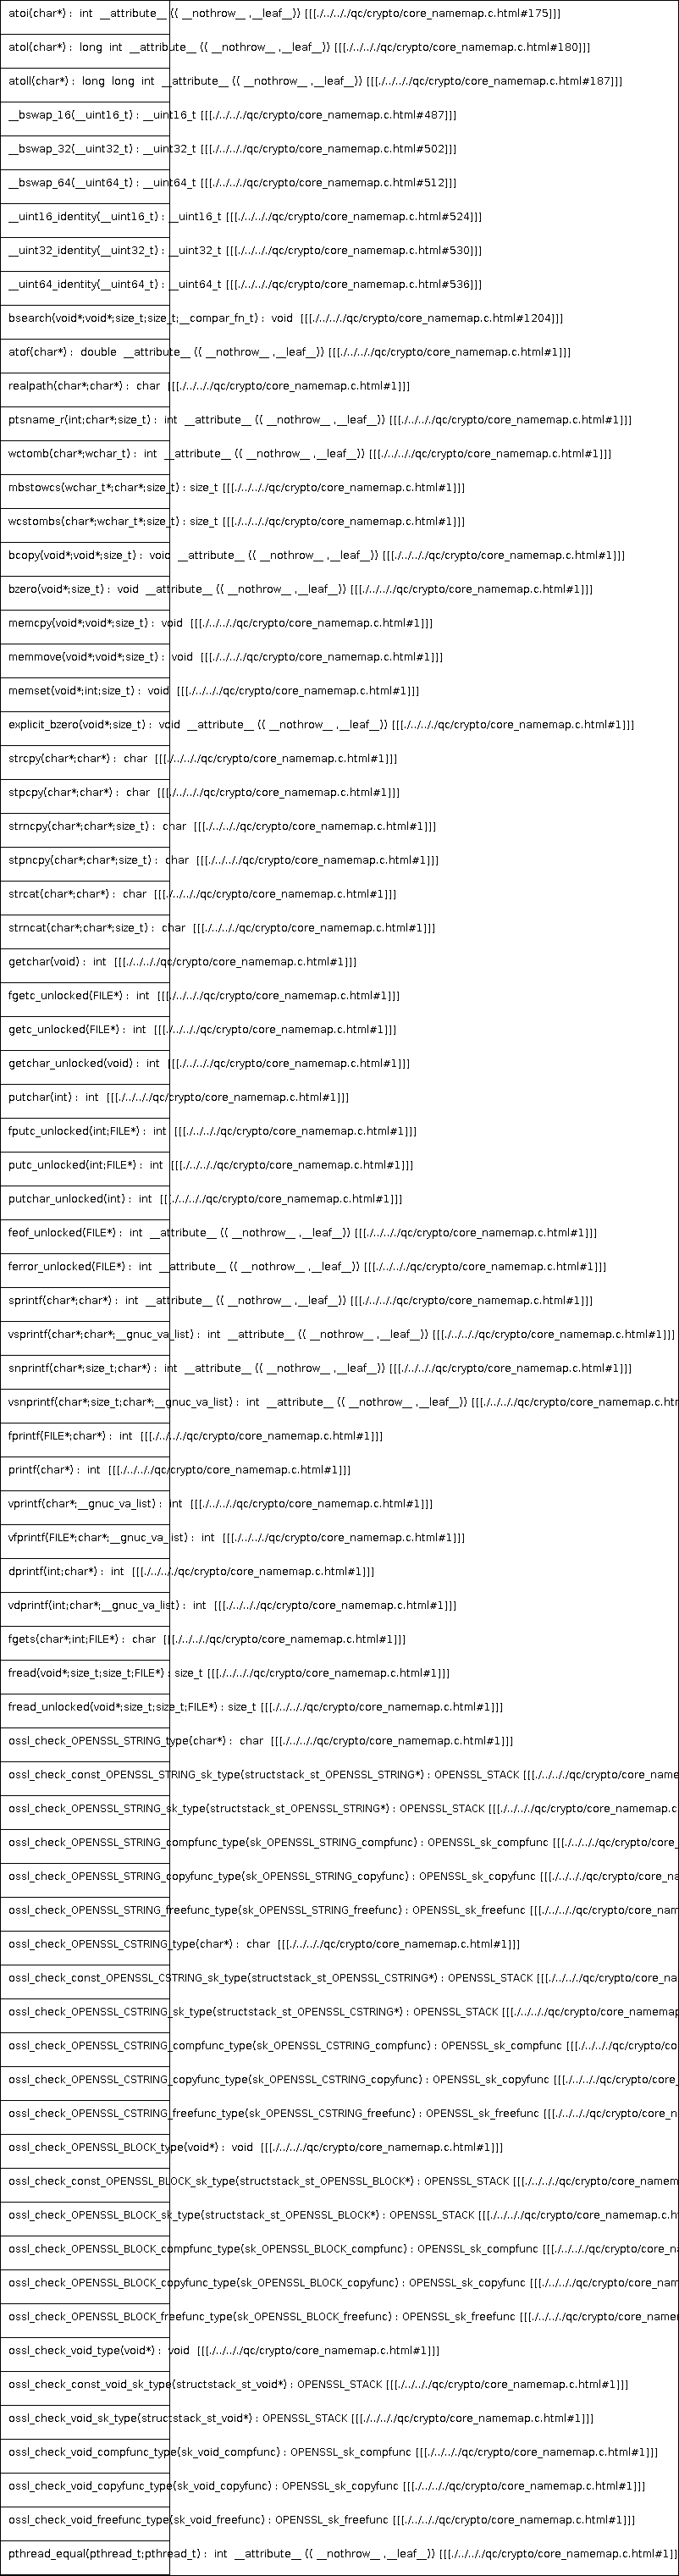 atoi(char*) : int __attribute__ (( __nothrow__ ,__leaf__)) [[[./../../../qc/crypto/core_namemap.c.html#175]]]
atol(char*) : long int __attribute__ (( __nothrow__ ,__leaf__)) [[[./../../../qc/crypto/core_namemap.c.html#180]]]
atoll(char*) : long long int __attribute__ (( __nothrow__ ,__leaf__)) [[[./../../../qc/crypto/core_namemap.c.html#187]]]
__bswap_16(__uint16_t) : __uint16_t [[[./../../../qc/crypto/core_namemap.c.html#487]]]
__bswap_32(__uint32_t) : __uint32_t [[[./../../../qc/crypto/core_namemap.c.html#502]]]
__bswap_64(__uint64_t) : __uint64_t [[[./../../../qc/crypto/core_namemap.c.html#512]]]
__uint16_identity(__uint16_t) : __uint16_t [[[./../../../qc/crypto/core_namemap.c.html#524]]]
__uint32_identity(__uint32_t) : __uint32_t [[[./../../../qc/crypto/core_namemap.c.html#530]]]
__uint64_identity(__uint64_t) : __uint64_t [[[./../../../qc/crypto/core_namemap.c.html#536]]]
bsearch(void*;void*;size_t;size_t;__compar_fn_t) : void [[[./../../../qc/crypto/core_namemap.c.html#1204]]]
atof(char*) : double __attribute__ (( __nothrow__ ,__leaf__)) [[[./../../../qc/crypto/core_namemap.c.html#1]]]
realpath(char*;char*) : char [[[./../../../qc/crypto/core_namemap.c.html#1]]]
ptsname_r(int;char*;size_t) : int __attribute__ (( __nothrow__ ,__leaf__)) [[[./../../../qc/crypto/core_namemap.c.html#1]]]
wctomb(char*;wchar_t) : int __attribute__ (( __nothrow__ ,__leaf__)) [[[./../../../qc/crypto/core_namemap.c.html#1]]]
mbstowcs(wchar_t*;char*;size_t) : size_t [[[./../../../qc/crypto/core_namemap.c.html#1]]]
wcstombs(char*;wchar_t*;size_t) : size_t [[[./../../../qc/crypto/core_namemap.c.html#1]]]
bcopy(void*;void*;size_t) : void __attribute__ (( __nothrow__ ,__leaf__)) [[[./../../../qc/crypto/core_namemap.c.html#1]]]
bzero(void*;size_t) : void __attribute__ (( __nothrow__ ,__leaf__)) [[[./../../../qc/crypto/core_namemap.c.html#1]]]
memcpy(void*;void*;size_t) : void [[[./../../../qc/crypto/core_namemap.c.html#1]]]
memmove(void*;void*;size_t) : void [[[./../../../qc/crypto/core_namemap.c.html#1]]]
memset(void*;int;size_t) : void [[[./../../../qc/crypto/core_namemap.c.html#1]]]
explicit_bzero(void*;size_t) : void __attribute__ (( __nothrow__ ,__leaf__)) [[[./../../../qc/crypto/core_namemap.c.html#1]]]
strcpy(char*;char*) : char [[[./../../../qc/crypto/core_namemap.c.html#1]]]
stpcpy(char*;char*) : char [[[./../../../qc/crypto/core_namemap.c.html#1]]]
strncpy(char*;char*;size_t) : char [[[./../../../qc/crypto/core_namemap.c.html#1]]]
stpncpy(char*;char*;size_t) : char [[[./../../../qc/crypto/core_namemap.c.html#1]]]
strcat(char*;char*) : char [[[./../../../qc/crypto/core_namemap.c.html#1]]]
strncat(char*;char*;size_t) : char [[[./../../../qc/crypto/core_namemap.c.html#1]]]
getchar(void) : int [[[./../../../qc/crypto/core_namemap.c.html#1]]]
fgetc_unlocked(FILE*) : int [[[./../../../qc/crypto/core_namemap.c.html#1]]]
getc_unlocked(FILE*) : int [[[./../../../qc/crypto/core_namemap.c.html#1]]]
getchar_unlocked(void) : int [[[./../../../qc/crypto/core_namemap.c.html#1]]]
putchar(int) : int [[[./../../../qc/crypto/core_namemap.c.html#1]]]
fputc_unlocked(int;FILE*) : int [[[./../../../qc/crypto/core_namemap.c.html#1]]]
putc_unlocked(int;FILE*) : int [[[./../../../qc/crypto/core_namemap.c.html#1]]]
putchar_unlocked(int) : int [[[./../../../qc/crypto/core_namemap.c.html#1]]]
feof_unlocked(FILE*) : int __attribute__ (( __nothrow__ ,__leaf__)) [[[./../../../qc/crypto/core_namemap.c.html#1]]]
ferror_unlocked(FILE*) : int __attribute__ (( __nothrow__ ,__leaf__)) [[[./../../../qc/crypto/core_namemap.c.html#1]]]
sprintf(char*;char*) : int __attribute__ (( __nothrow__ ,__leaf__)) [[[./../../../qc/crypto/core_namemap.c.html#1]]]
vsprintf(char*;char*;__gnuc_va_list) : int __attribute__ (( __nothrow__ ,__leaf__)) [[[./../../../qc/crypto/core_namemap.c.html#1]]]
snprintf(char*;size_t;char*) : int __attribute__ (( __nothrow__ ,__leaf__)) [[[./../../../qc/crypto/core_namemap.c.html#1]]]
vsnprintf(char*;size_t;char*;__gnuc_va_list) : int __attribute__ (( __nothrow__ ,__leaf__)) [[[./../../../qc/crypto/core_namemap.c.htr
fprintf(FILE*;char*) : int [[[./../../../qc/crypto/core_namemap.c.html#1]]]
printf(char*) : int [[[./../../../qc/crypto/core_namemap.c.html#1]]]
vprintf(char*;__gnuc_va_list) : int [[[./../../../qc/crypto/core_namemap.c.html#1]]]
vfprintf(FILE*;char*;__gnuc_va_list) : int [[[./../../../qc/crypto/core_namemap.c.html#1]]]
dprintf(int;char*) : int [[[./../../../qc/crypto/core_namemap.c.html#1]]]
vdprintf(int;char*;__gnuc_va_list) : int [[[./../../../qc/crypto/core_namemap.c.html#1]]]
fgets(char*;int;FILE*) : char [[[./../../../qc/crypto/core_namemap.c.html#1]]]
fread(void*;size_t;size_t;FILE*) : size_t [[[./../../../qc/crypto/core_namemap.c.html#1]]]
fread_unlocked(void*;size_t;size_t;FILE*) : size_t [[[./../../../qc/crypto/core_namemap.c.html#1]]]
ossl_check_OPENSSL_STRING_type(char*) : char [[[./../../../qc/crypto/core_namemap.c.html#1]]]
ossl_check_const_OPENSSL_STRING_sk_type(structstack_st_OPENSSL_STRING*) : OPENSSL_STACK [[[./../../../qc/crypto/core_name
ossl_check_OPENSSL_STRING_sk_type(structstack_st_OPENSSL_STRING*) : OPENSSL_STACK [[[./../../../qc/crypto/core_namemap.c
ossl_check_OPENSSL_STRING_compfunc_type(sk_OPENSSL_STRING_compfunc) : OPENSSL_sk_compfunc [[[./../../../qc/crypto/core_
ossl_check_OPENSSL_STRING_copyfunc_type(sk_OPENSSL_STRING_copyfunc) : OPENSSL_sk_copyfunc [[[./../../../qc/crypto/core_na
ossl_check_OPENSSL_STRING_freefunc_type(sk_OPENSSL_STRING_freefunc) : OPENSSL_sk_freefunc [[[./../../../qc/crypto/core_nam
ossl_check_OPENSSL_CSTRING_type(char*) : char [[[./../../../qc/crypto/core_namemap.c.html#1]]]
ossl_check_const_OPENSSL_CSTRING_sk_type(structstack_st_OPENSSL_CSTRING*) : OPENSSL_STACK [[[./../../../qc/crypto/core_na
ossl_check_OPENSSL_CSTRING_sk_type(structstack_st_OPENSSL_CSTRING*) : OPENSSL_STACK [[[./../../../qc/crypto/core_namemap
ossl_check_OPENSSL_CSTRING_compfunc_type(sk_OPENSSL_CSTRING_compfunc) : OPENSSL_sk_compfunc [[[./../../../qc/crypto/co
ossl_check_OPENSSL_CSTRING_copyfunc_type(sk_OPENSSL_CSTRING_copyfunc) : OPENSSL_sk_copyfunc [[[./../../../qc/crypto/core_
ossl_check_OPENSSL_CSTRING_freefunc_type(sk_OPENSSL_CSTRING_freefunc) : OPENSSL_sk_freefunc [[[./../../../qc/crypto/core_n
ossl_check_OPENSSL_BLOCK_type(void*) : void [[[./../../../qc/crypto/core_namemap.c.html#1]]]
ossl_check_const_OPENSSL_BLOCK_sk_type(structstack_st_OPENSSL_BLOCK*) : OPENSSL_STACK [[[./../../../qc/crypto/core_namem
ossl_check_OPENSSL_BLOCK_sk_type(structstack_st_OPENSSL_BLOCK*) : OPENSSL_STACK [[[./../../../qc/crypto/core_namemap.c.h
ossl_check_OPENSSL_BLOCK_compfunc_type(sk_OPENSSL_BLOCK_compfunc) : OPENSSL_sk_compfunc [[[./../../../qc/crypto/core_n
ossl_check_OPENSSL_BLOCK_copyfunc_type(sk_OPENSSL_BLOCK_copyfunc) : OPENSSL_sk_copyfunc [[[./../../../qc/crypto/core_nam
ossl_check_OPENSSL_BLOCK_freefunc_type(sk_OPENSSL_BLOCK_freefunc) : OPENSSL_sk_freefunc [[[./../../../qc/crypto/core_name
ossl_check_void_type(void*) : void [[[./../../../qc/crypto/core_namemap.c.html#1]]]
ossl_check_const_void_sk_type(structstack_st_void*) : OPENSSL_STACK [[[./../../../qc/crypto/core_namemap.c.html#1]]]
ossl_check_void_sk_type(structstack_st_void*) : OPENSSL_STACK [[[./../../../qc/crypto/core_namemap.c.html#1]]]
ossl_check_void_compfunc_type(sk_void_compfunc) : OPENSSL_sk_compfunc [[[./../../../qc/crypto/core_namemap.c.html#1]]]
ossl_check_void_copyfunc_type(sk_void_copyfunc) : OPENSSL_sk_copyfunc [[[./../../../qc/crypto/core_namemap.c.html#1]]]
ossl_check_void_freefunc_type(sk_void_freefunc) : OPENSSL_sk_freefunc [[[./../../../qc/crypto/core_namemap.c.html#1]]]
pthread_equal(pthread_t;pthread_t) : int __attribute__ (( __nothrow__ ,__leaf__)) [[[./../../../qc/crypto/core_namemap.c.html#1]]